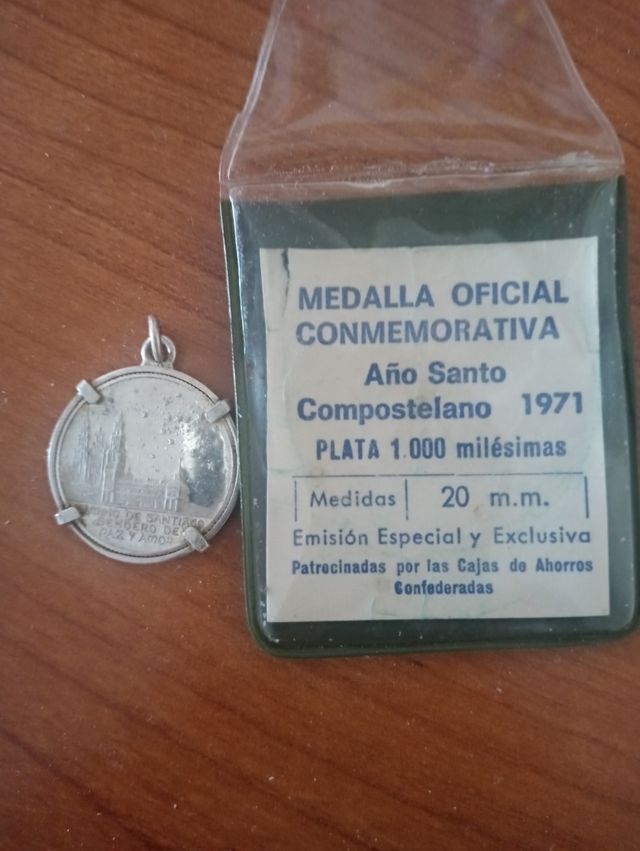 CAMINO DE SANTIAGO
SENDERO DE
PAZ Y AMOR
MEDALLA OFICIAL
CONMEMORATIVA
Año Santo
Compostelano 1971
PLATA 1.000 milésimas
Medidas 20 m.m.
Emisión Especial y Exclusiva
Patrocinadas por las Cajas de Ahorros
Confederadas